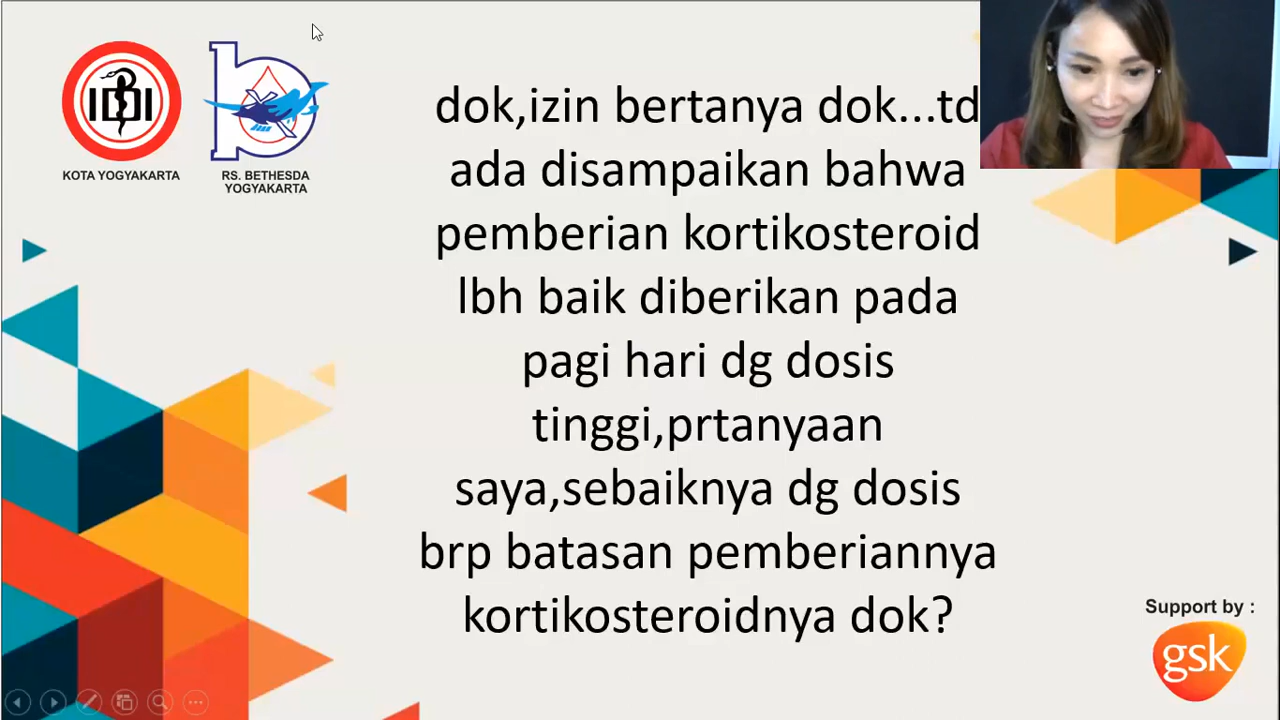 IDI
KOTA YOGYAKARTA
b
RS. BETHESDA
YOGYAKARTA
dok,izin bertanya dok...td
ada disampaikan bahwa
pemberian kortikosteroid
lbh baik diberikan pada
pagi hari dg dosis
tinggi,prtanyaan
saya,sebaiknya dg dosis
brp batasan pemberiannya
kortikosteroidnya dok?
Support by :
gsk